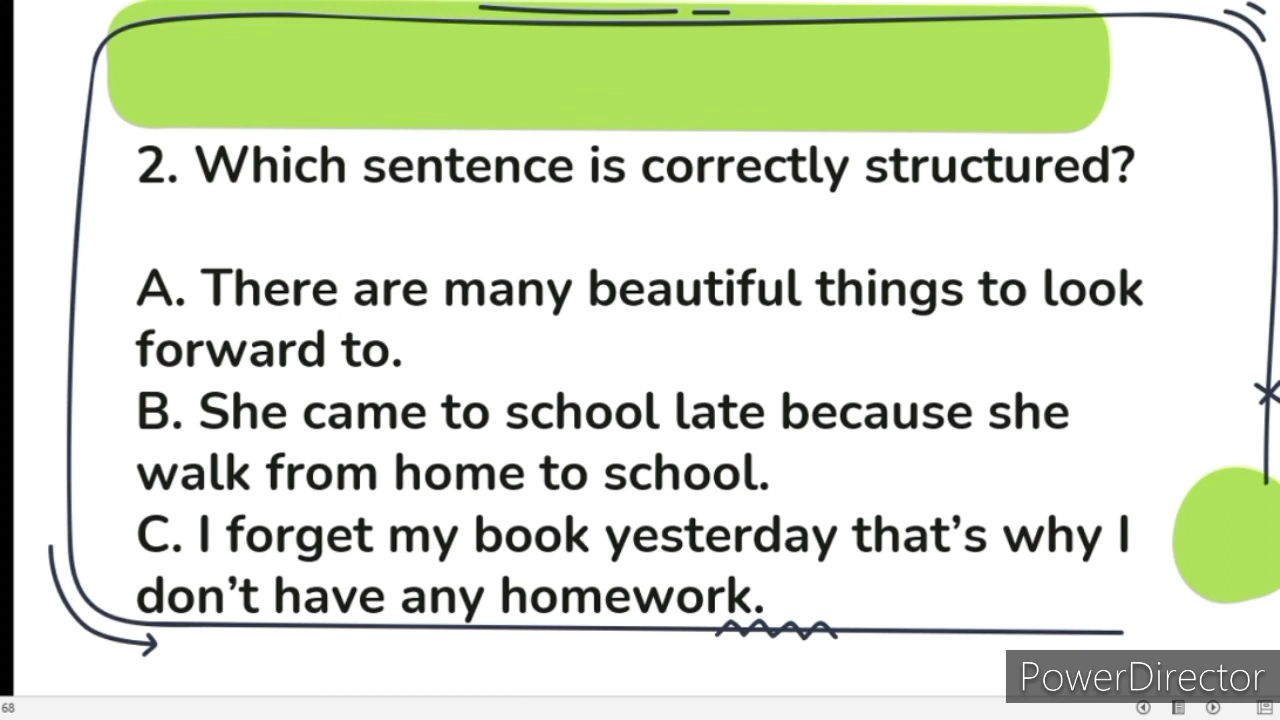 2. Which sentence is correctly structured?
A. There are many beautiful things to look
forward to.
B. She came to school late because she
walk from home to school.
C. I forget my book yesterday that’s why I
don’t have any homework.
PowerDirector
68